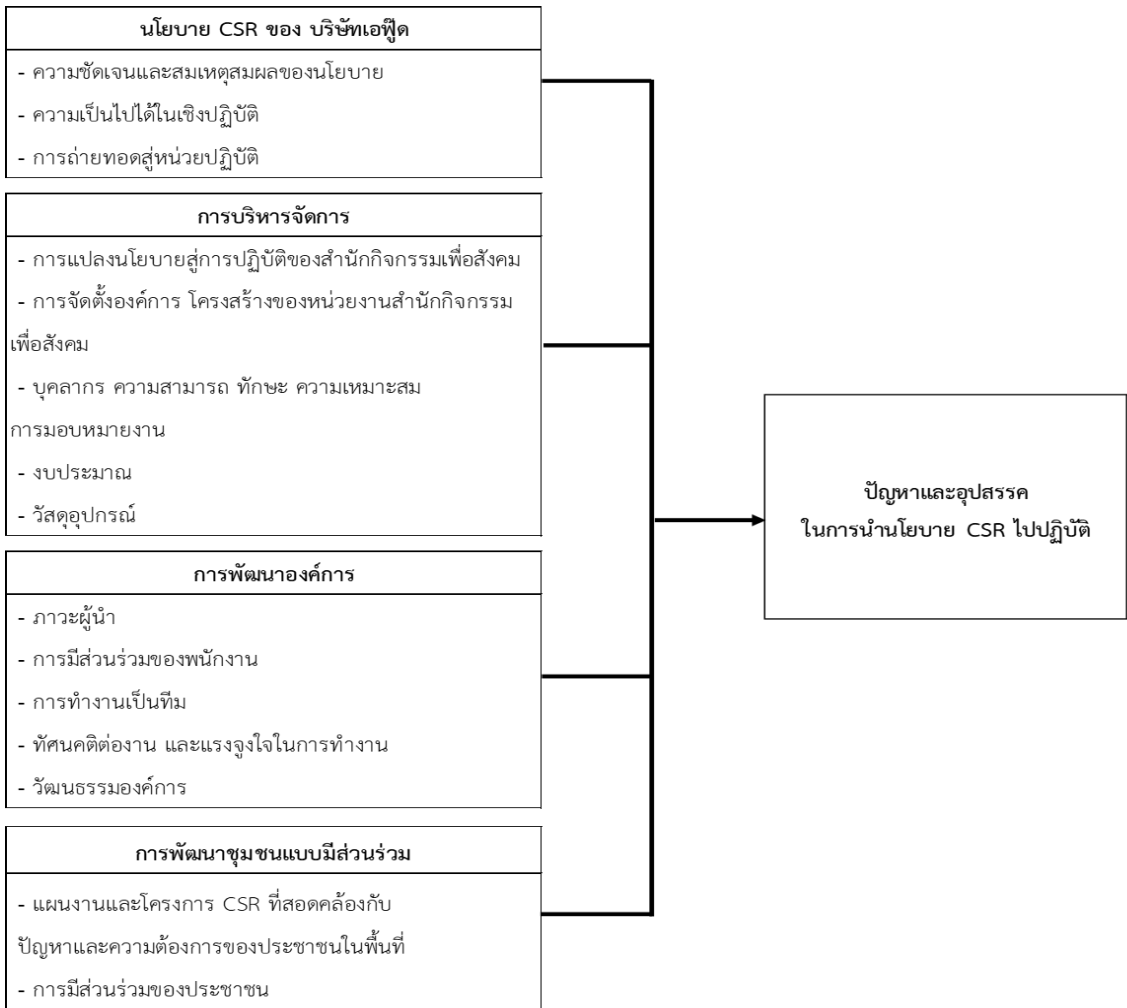 นโยบาย CSR ของ บริษัทเอฟู๊ด
- ความชัดเจนและสมเหตุสมผลของนโยบาย
- ความเป็นไปได้ในเชิงปฏิบัติ
- การถ่ายทอดสู่หน่วยปฏิบัติ
การบริหารจัดการ
- การแปลงนโยบายสู่การปฏิบัติของสำนักกิจกรรมเพื่อสังคม
- การจัดตั้งองค์การ โครงสร้างของหน่วยงานสำนักกิจกรรม
เพื่อสังคม
- บุคลากร ความสามารถ ทักษะ ความเหมาะสม
การมอบหมายงาน
- งบประมาณ
- วัสดุอุปกรณ์
การพัฒนาองค์การ
- ภาวะผู้นำ
- การมีส่วนร่วมของพนักงาน
- การทำงานเป็นทีม
- ทัศนคติต่องาน และแรงจูงใจในการทำงาน
- วัฒนธรรมองค์การ
การพัฒนาชุมชนแบบมีส่วนร่วม
- แผนงานและโครงการ CSR ที่สอดคล้องกับ
ปัญหาและความต้องการของประชาชนในพื้นที่
- การมีส่วนร่วมของประชาชน
ปัญหาและอุปสรรค
ในการนำนโยบาย CSR ไปปฏิบัติ